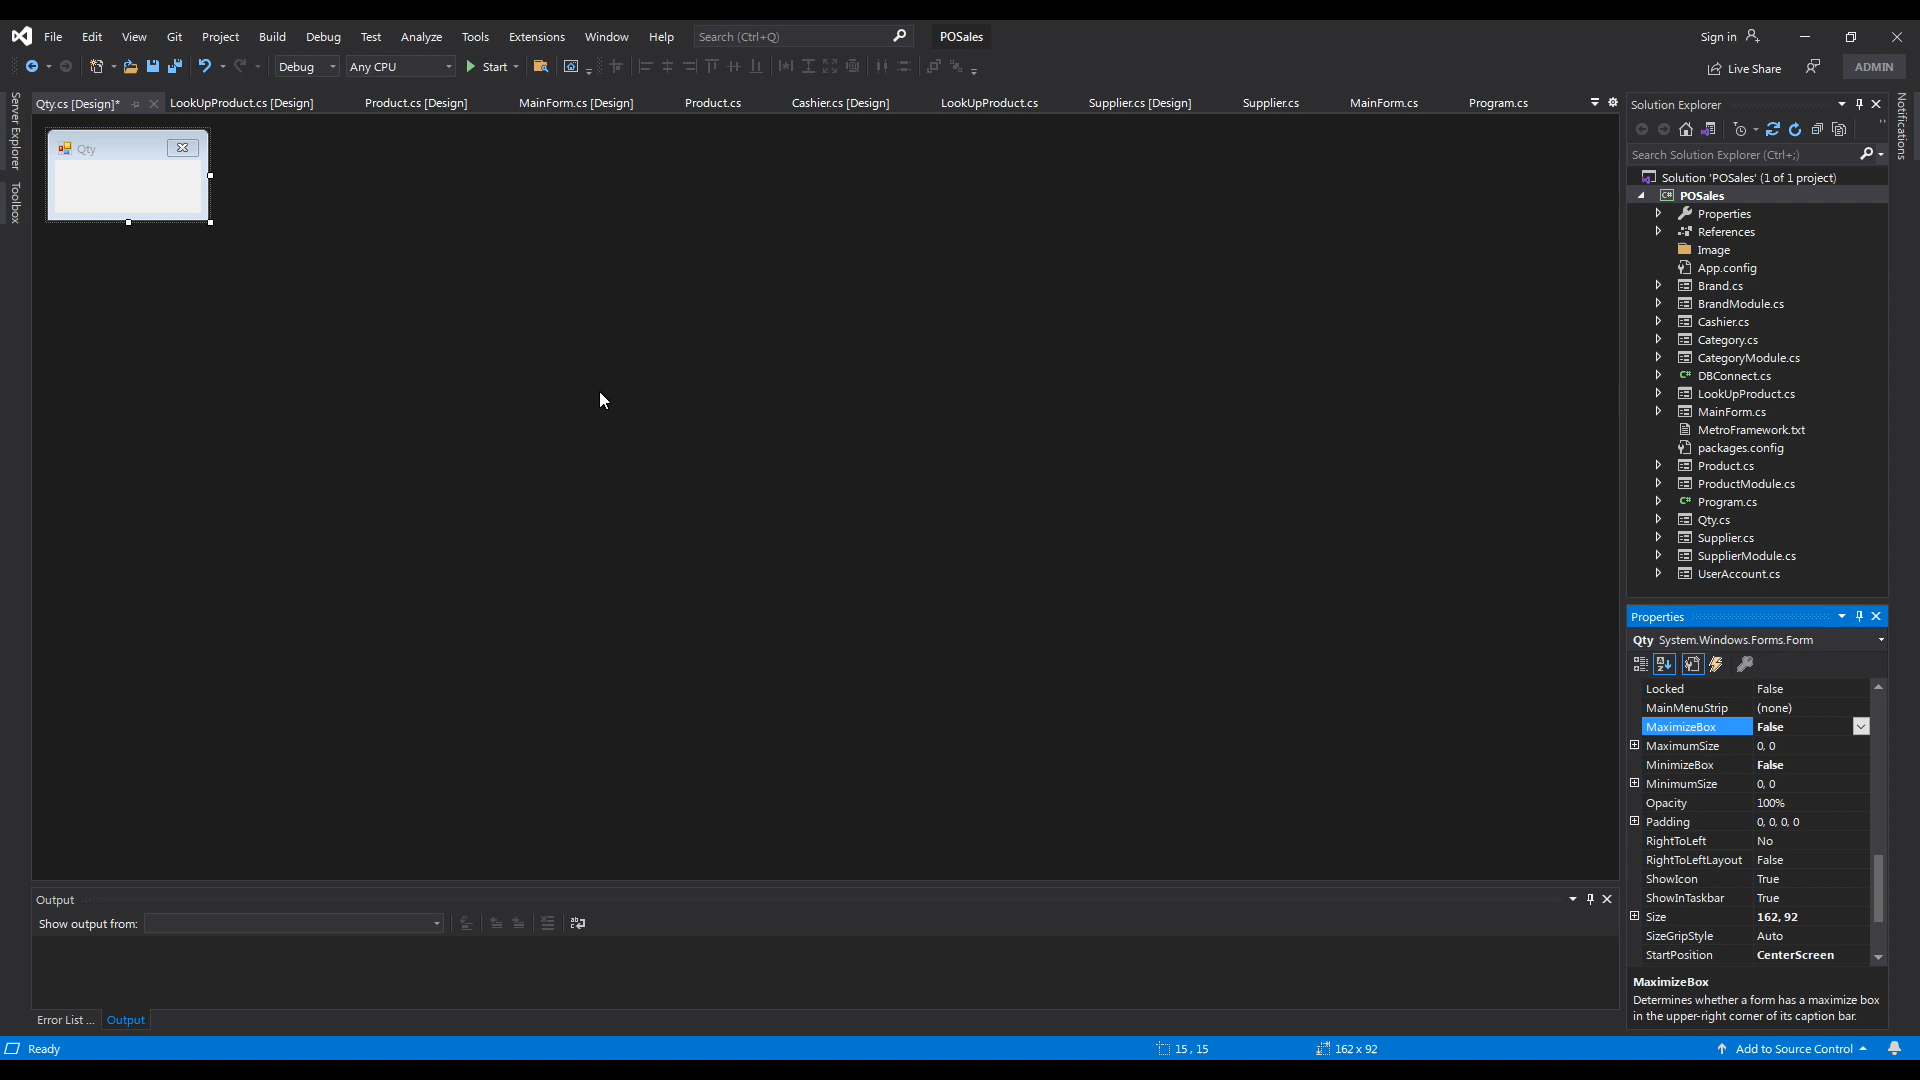 File Edit View Git Project Build Debug Test Analyze Tools Extensions Window Help Search (Ctrl+Q) POSales Sign in
Debug Any CPU Start Live Share ADMIN
Qty.cs [Design]* LookUpProduct.cs [Design] Product.cs [Design] MainForm.cs [Design] Product.cs Cashier.cs [Design] LookUpProduct.cs Supplier.cs [Design] Supplier.cs MainForm.cs Program.cs
Server Explorer
Toolbox
Qty
Solution Explorer
Search Solution Explorer (Ctrl+;)
Solution 'POSales' (1 of 1 project)
POSales
Properties
References
Image
App.config
Brand.cs
BrandModule.cs
Cashier.cs
Category.cs
CategoryModule.cs
DBConnect.cs
LookUpProduct.cs
MainForm.cs
MetroFramework.txt
packages.config
Product.cs
ProductModule.cs
Program.cs
Qty.cs
Supplier.cs
SupplierModule.cs
UserAccount.cs
Notifications
Properties
Qty System.Windows.Forms.Form
Locked False
MainMenuStrip (none)
MaximizeBox False
MaximumSize 0, 0
MinimizeBox False
MinimumSize 0, 0
Opacity 100%
Padding 0, 0, 0, 0
RightToLeft No
RightToLeftLayout False
ShowIcon True
ShowInTaskbar True
Size 162, 92
SizeGripStyle Auto
StartPosition CenterScreen
MaximizeBox
Determines whether a form has a maximize box
in the upper-right corner of its caption bar.
Output
Show output from:
Error List ... Output
Ready 15 , 15 162 x 92 Add to Source Control